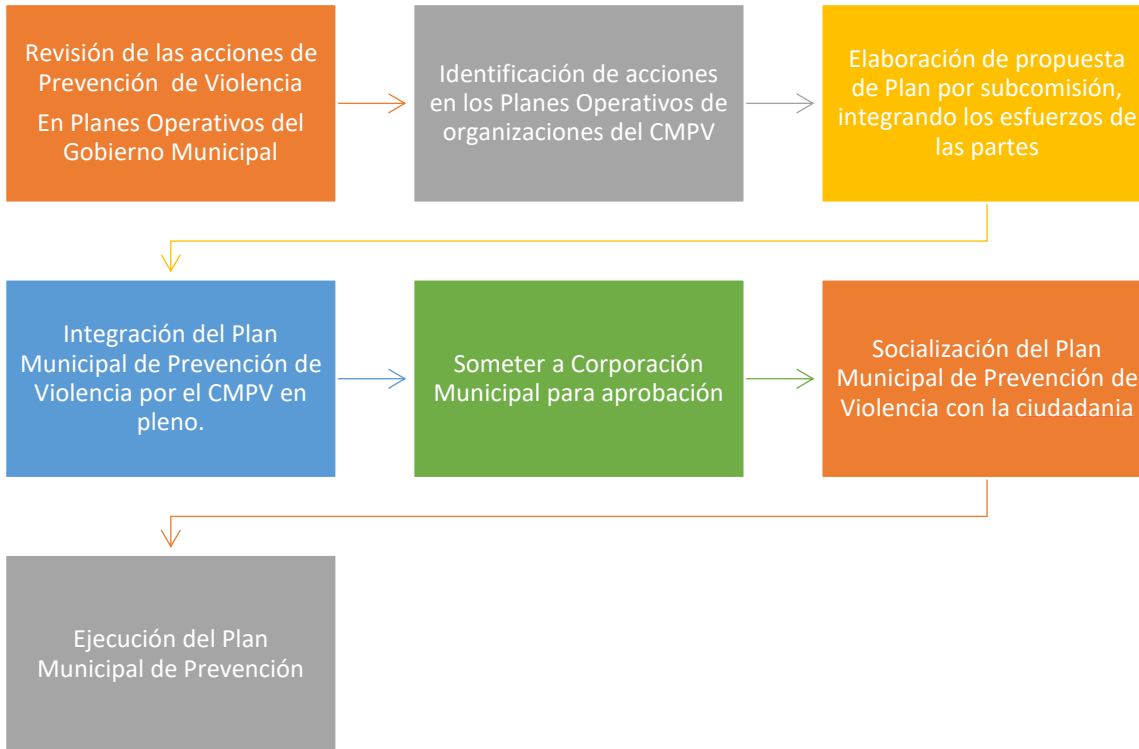 Revisión de las acciones de
Prevención  de Violencia
En Planes Operativos del
Gobierno Municipal
Identificación de acciones
en los Planes Operativos de
organizaciones del CMPV
Elaboración de propuesta
de Plan por subcomisión,
integrando los esfuerzos de
las partes
Integración del Plan
Municipal de Prevención de
Violencia por el CMPV en
pleno.
Someter a Corporación
Municipal para aprobación
Socialización del Plan
Municipal de Prevención de
Violencia con la ciudadania
Ejecución del Plan
Municipal de Prevención